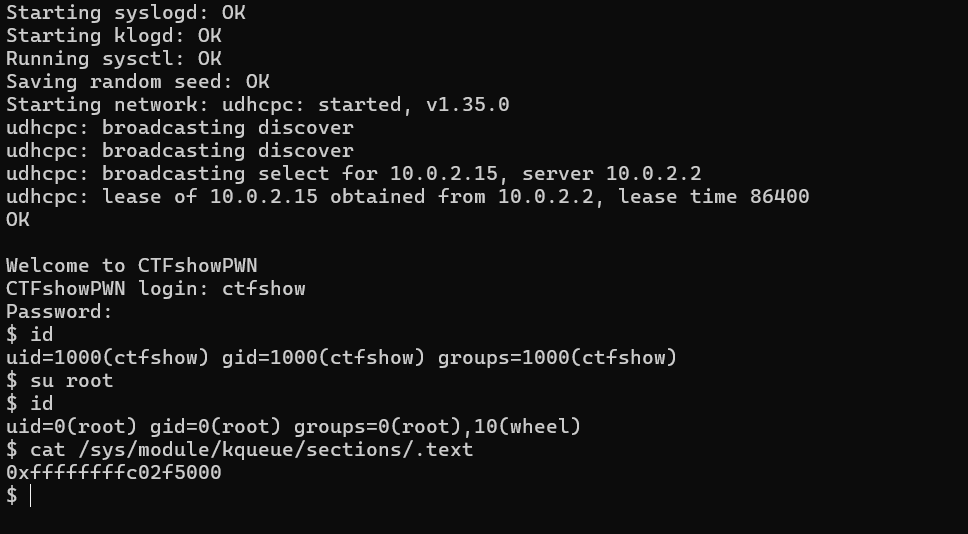 Starting syslogd: OK
Starting klogd: OK
Running sysctl: OK
Saving random seed: OK
Starting network: udhcpc: started, v1.35.0
udhcpc: broadcasting discover
udhcpc: broadcasting discover
udhcpc: broadcasting select for 10.0.2.15, server 10.0.2.2
udhcpc: lease of 10.0.2.15 obtained from 10.0.2.2, lease time 86400
OK
Welcome to CTFshowPWN
CTFshowPWN login: ctfshow
Password:
$ id
uid=1000(ctfshow) gid=1000(ctfshow) groups=1000(ctfshow)
$ su root
$ id
uid=0(root) gid=0(root) groups=0(root),10(wheel)
$ cat /sys/module/kqueue/sections/.text
0xffffffffc02f5000
$